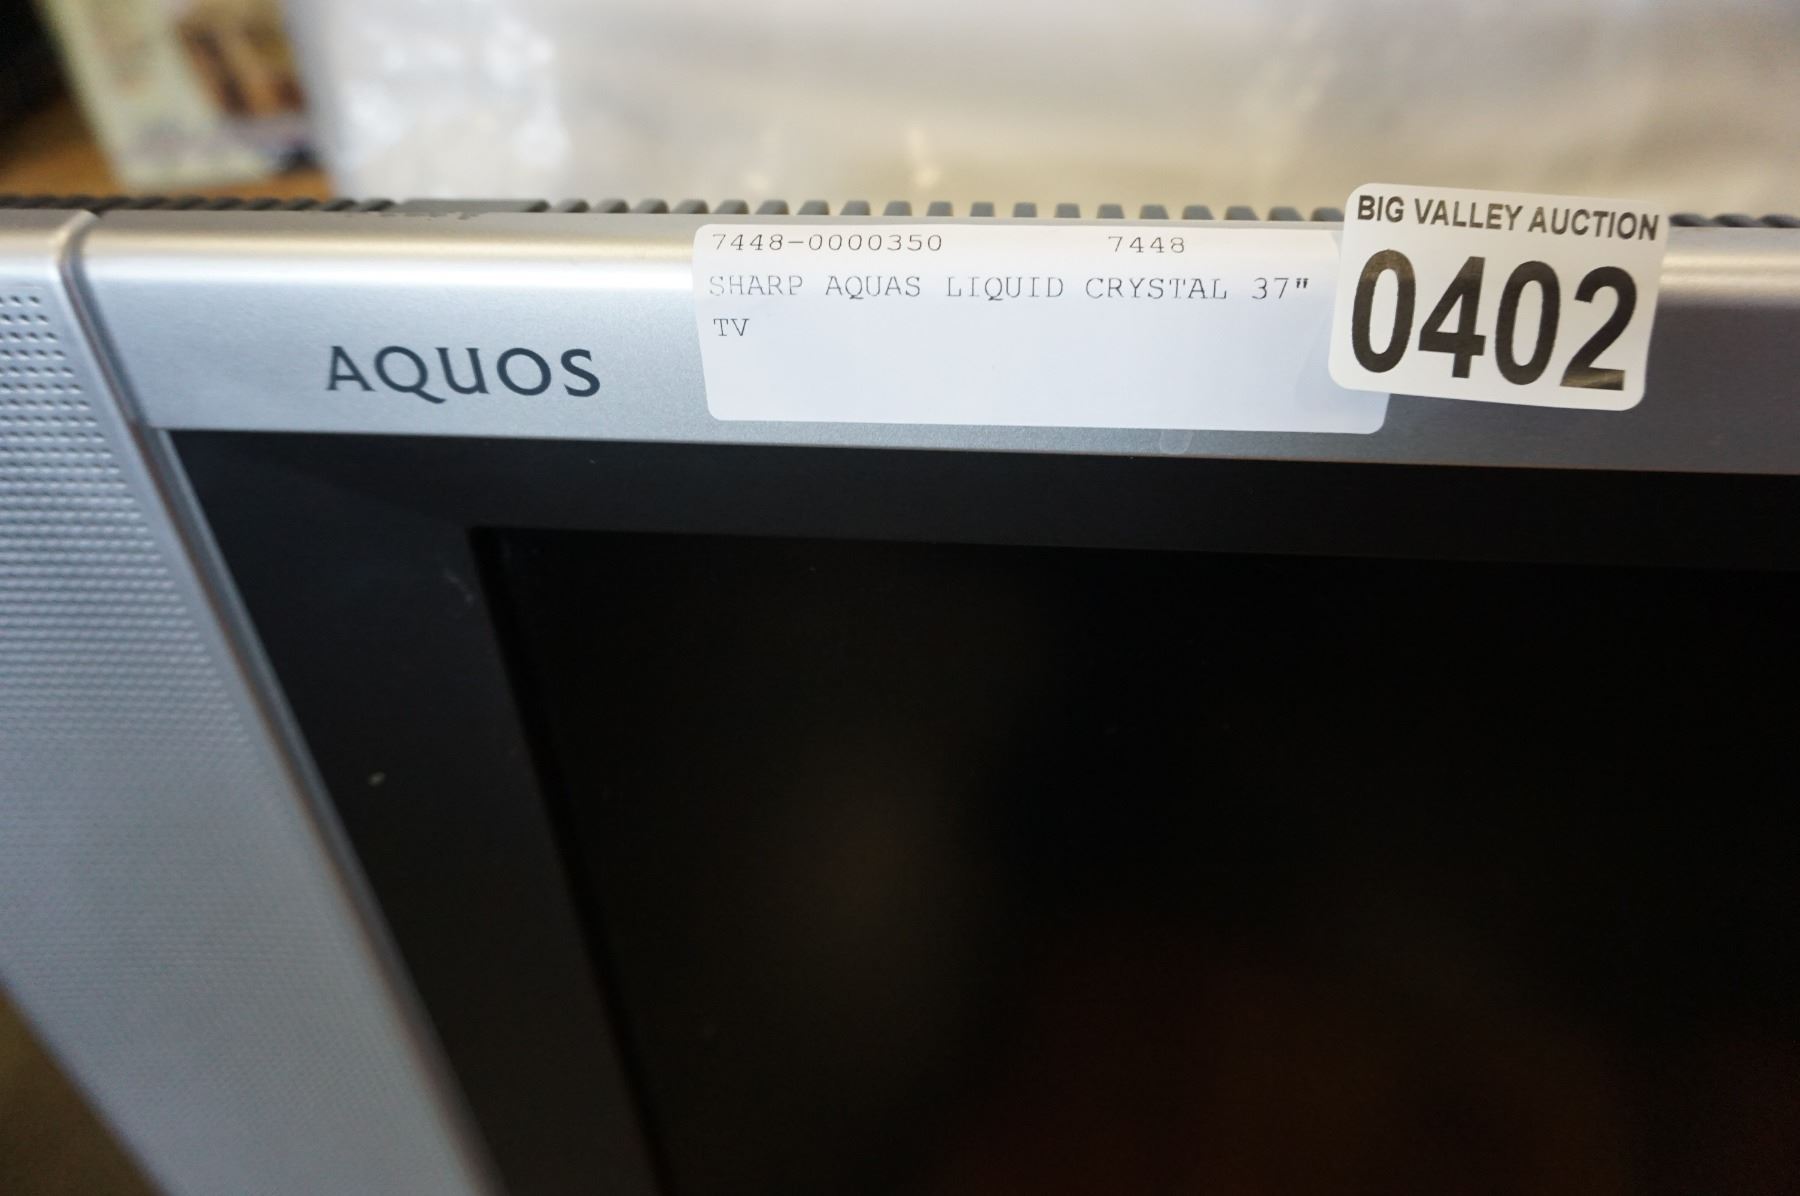 BIG VALLEY AUCTION
0402
7448-0000350 7448
SHARP AQUAS LIQUID CRYSTAL 37"
TV
AQUOS